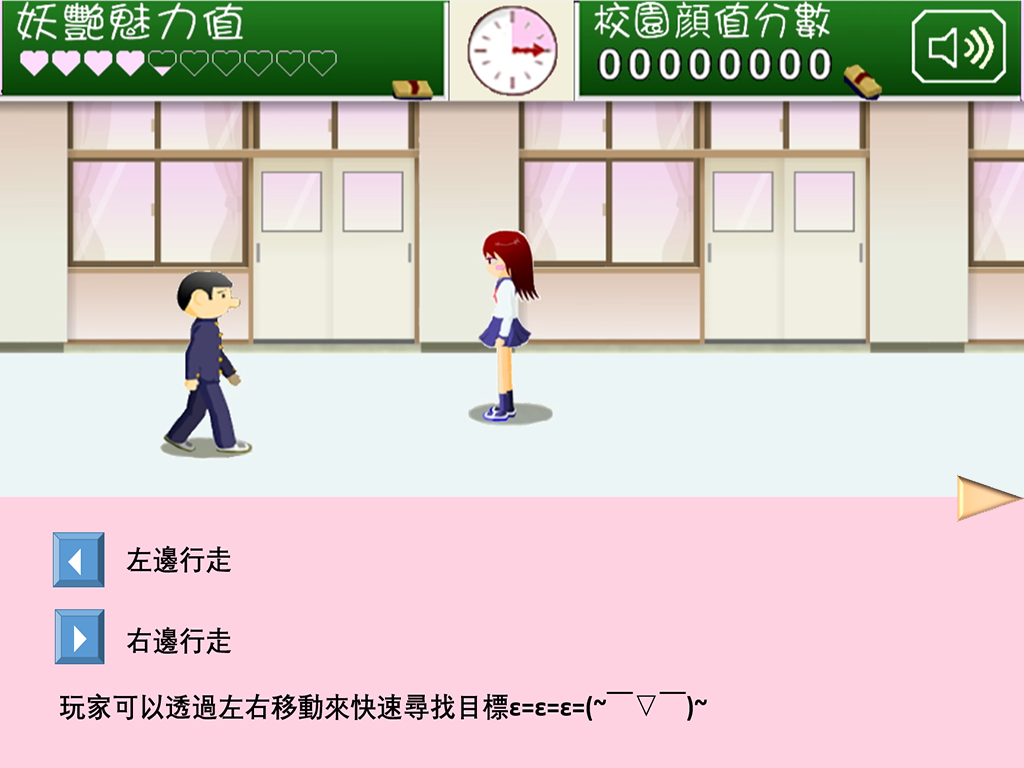 妖艷魅力值
校園顔值分數
00000000
左邊行走
右邊行走
玩家可以透過左右移動來快速尋找目標ε=ε=ε=(~￣▽￣)~